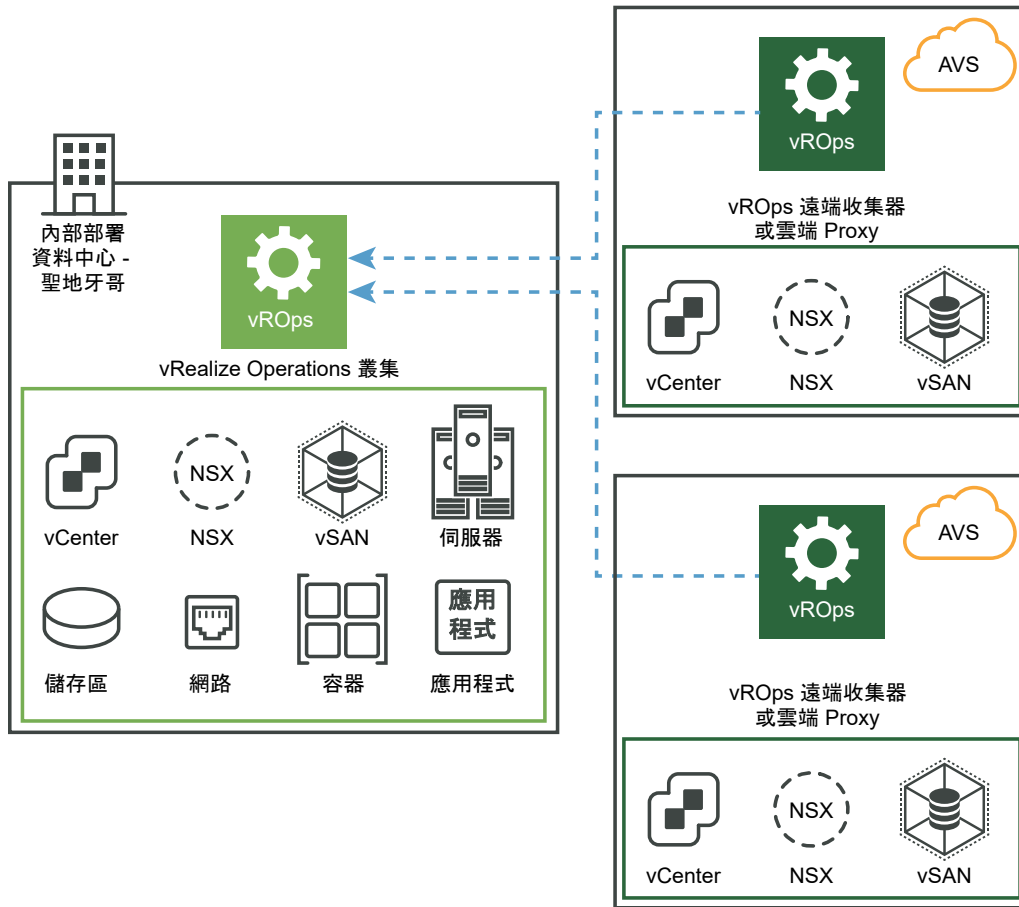 內部部署
資料中心 -
聖地牙哥
vROps
vRealize Operations 叢集
vCenter
NSX
NSX
vSAN
伺服器
儲存區
網路
容器
應用
程式
應用程式
AVS
vROps
vROps 遠端收集器
或雲端 Proxy
vCenter
NSX
NSX
vSAN
AVS
vROps
vROps 遠端收集器
或雲端 Proxy
vCenter
NSX
NSX
vSAN